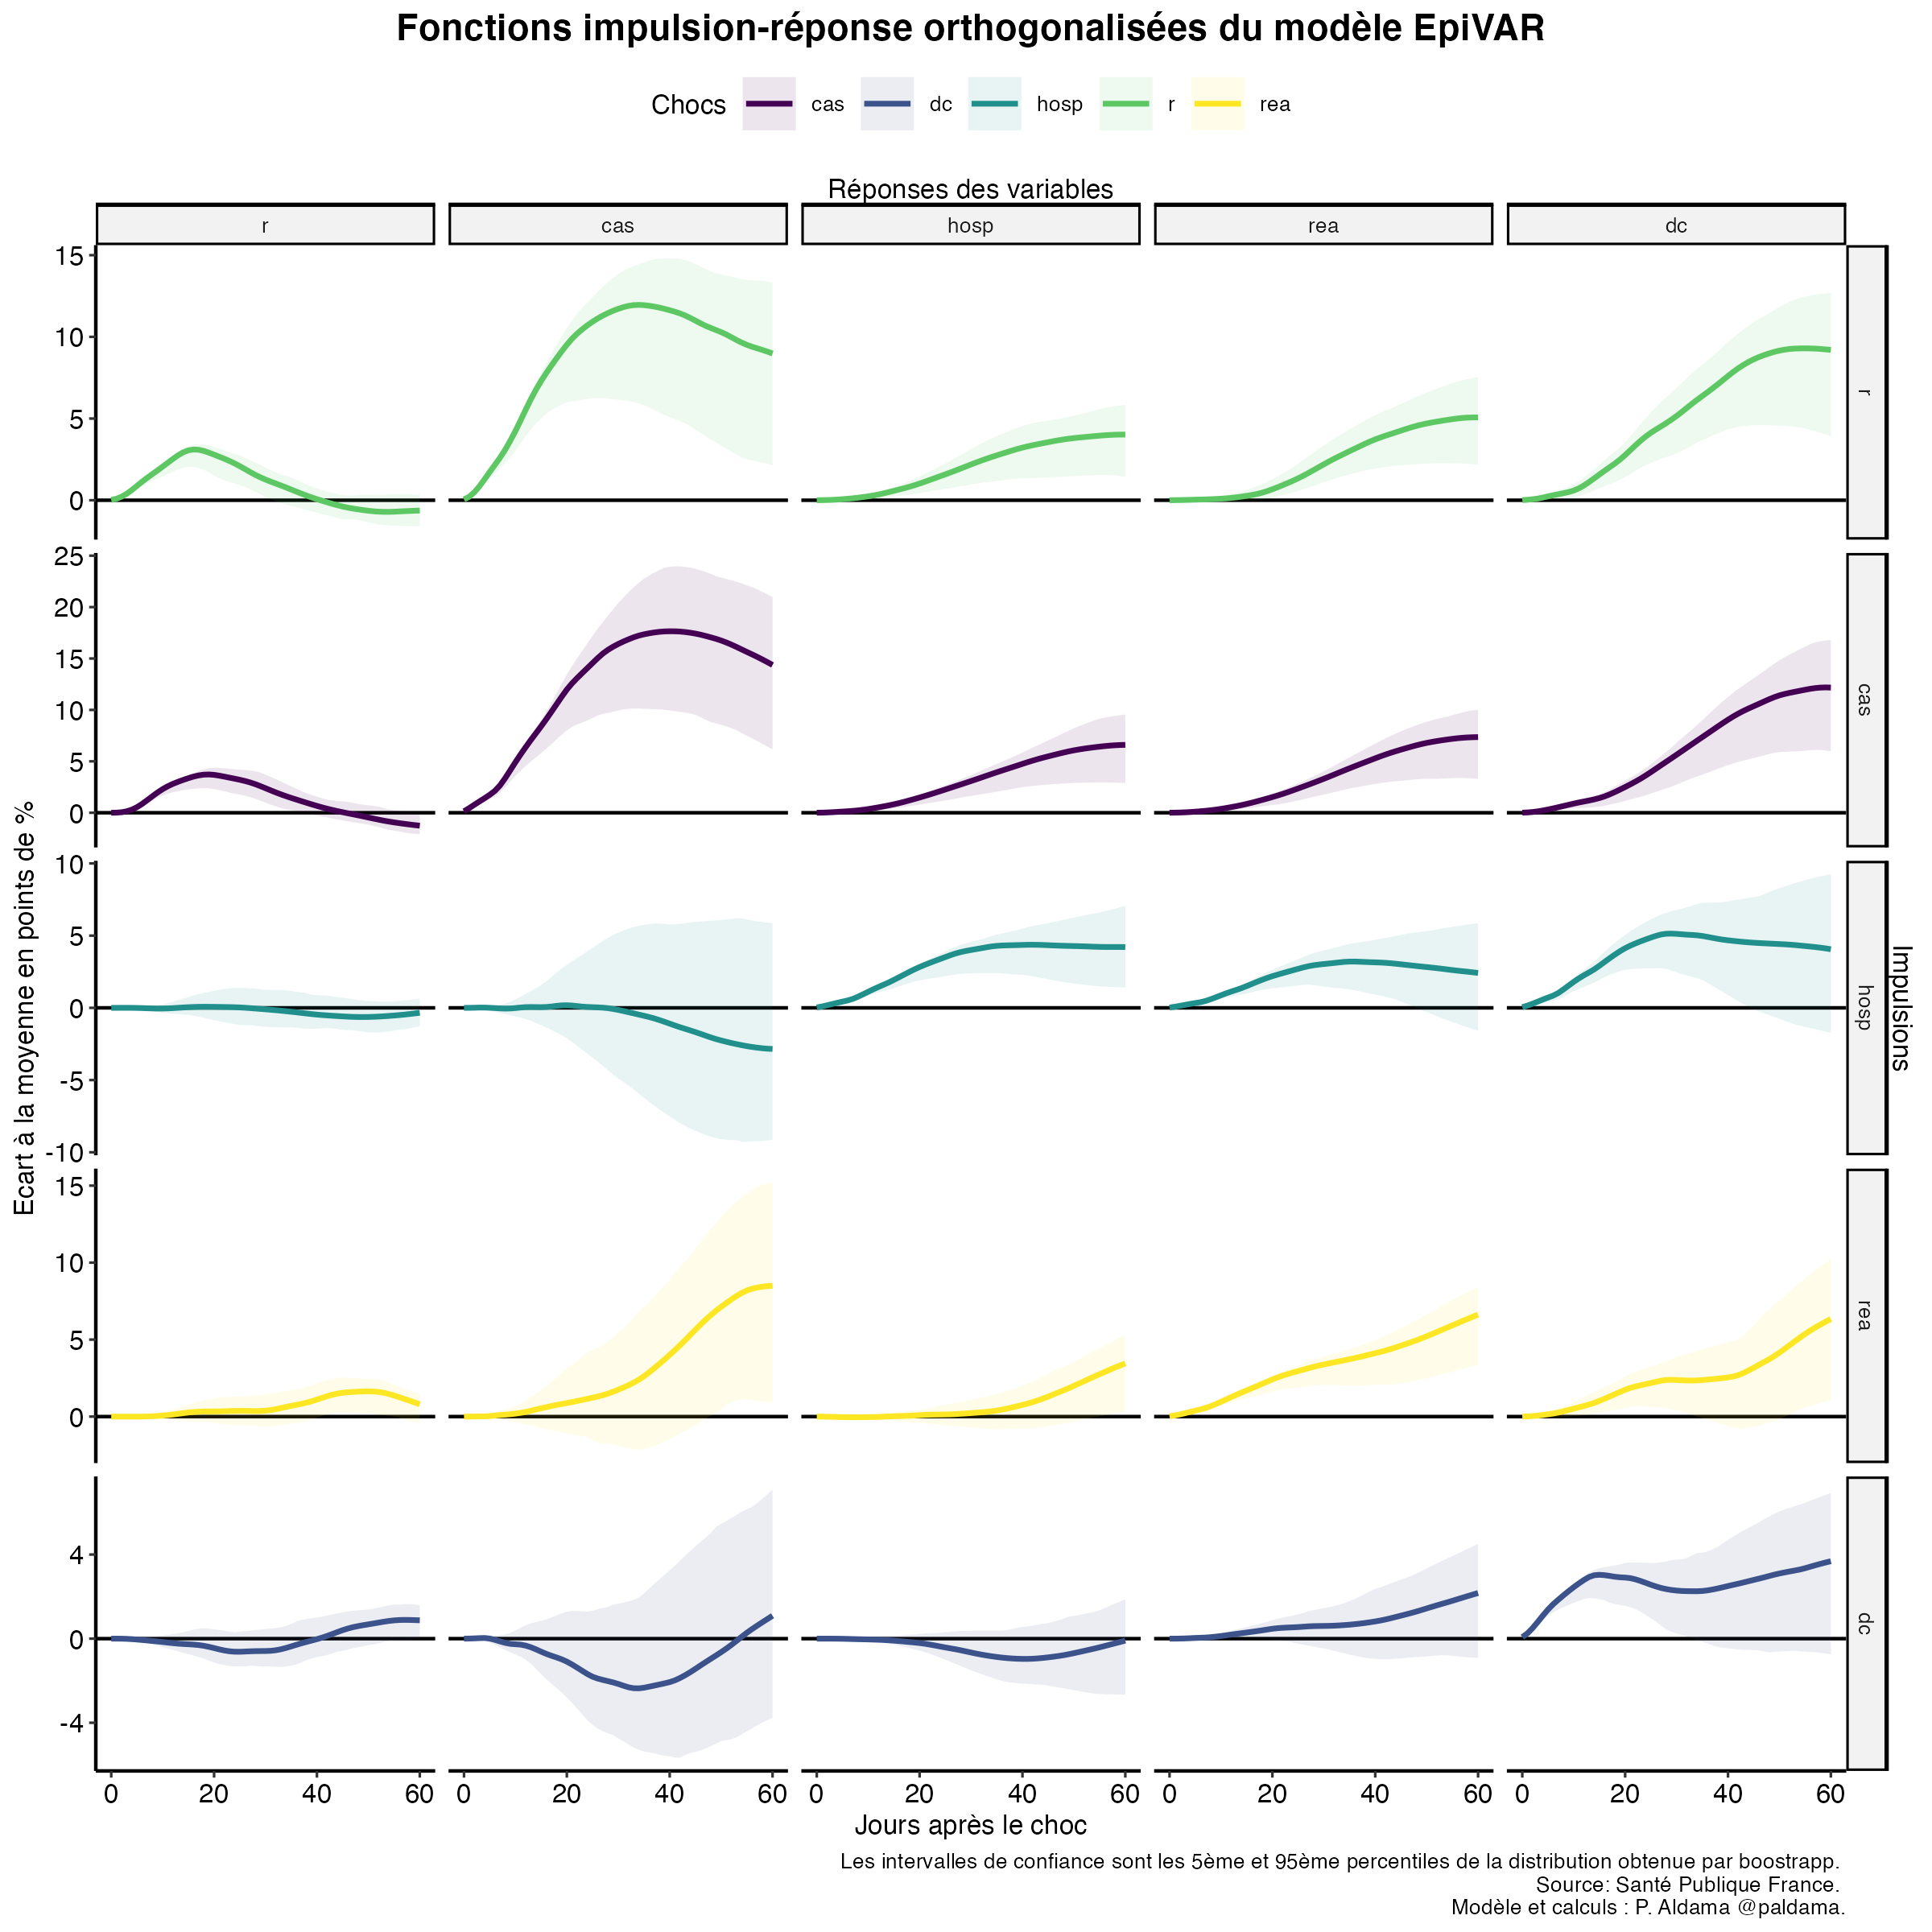 Fonctions impulsion-réponse orthogonalisées du modèle EpiVAR
Chocs cas dc hosp r rea
Réponses des variables
r cas hosp rea dc
15
10
5
0
r
25
20
15
10
5
0
cas
10
5
0
-5
-10
hosp
15
10
5
0
rea
4
0
-4
dc
Ecart à la moyenne en points de %
Impulsions
0 20 40 60 0 20 40 60 0 20 40 60 0 20 40 60 0 20 40 60
Jours après le choc
Les intervalles de confiance sont les 5ème et 95ème percentiles de la distribution obtenue par boostrapp.
Source: Santé Publique France.
Modèle et calculs : P. Aldama @paldama.